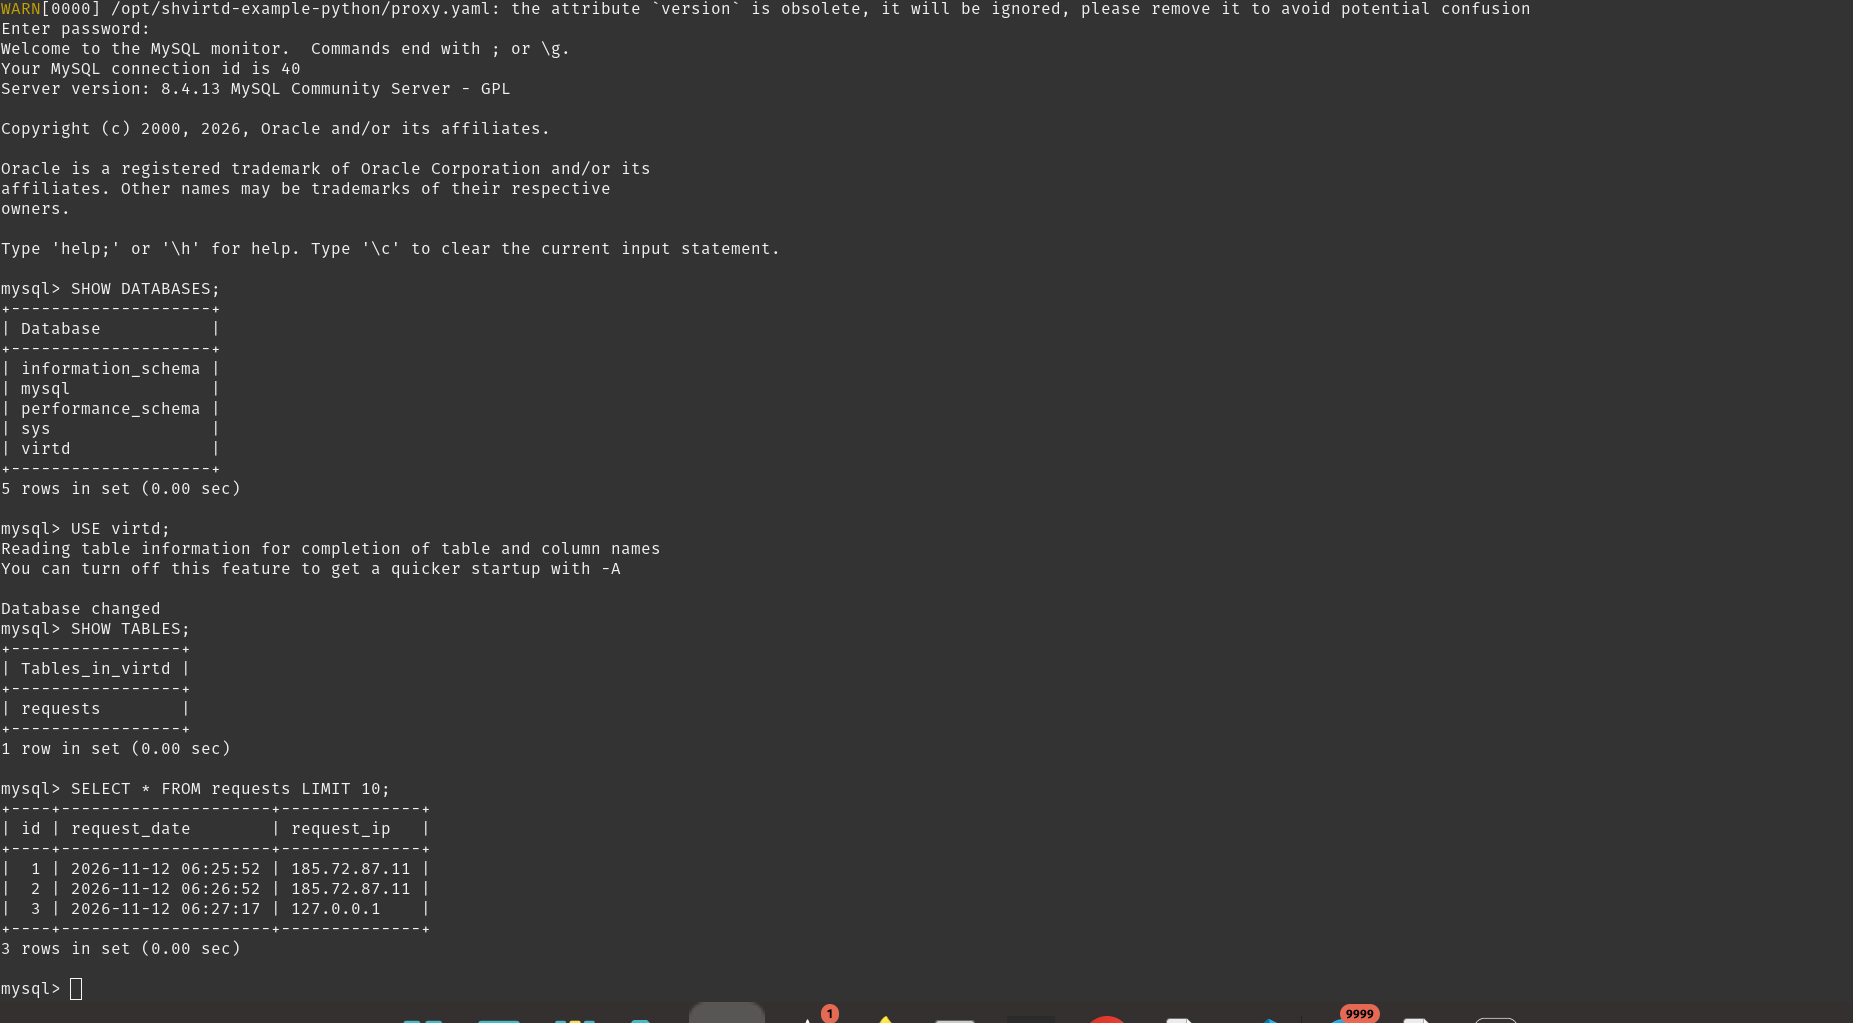 WARN[0000] /opt/shvirtd-example-python/proxy.yaml: the attribute `version` is obsolete, it will be ignored, please remove it to avoid potential confusion
Enter password:
Welcome to the MySQL monitor.  Commands end with ; or \g.
Your MySQL connection id is 40
Server version: 8.4.13 MySQL Community Server - GPL

Copyright (c) 2000, 2026, Oracle and/or its affiliates.

Oracle is a registered trademark of Oracle Corporation and/or its
affiliates. Other names may be trademarks of their respective
owners.

Type 'help;' or '\h' for help. Type '\c' to clear the current input statement.

mysql> SHOW DATABASES;
+--------------------+
| Database           |
+--------------------+
| information_schema |
| mysql              |
| performance_schema |
| sys                |
| virtd              |
+--------------------+
5 rows in set (0.00 sec)

mysql> USE virtd;
Reading table information for completion of table and column names
You can turn off this feature to get a quicker startup with -A

Database changed
mysql> SHOW TABLES;
+-----------------+
| Tables_in_virtd |
+-----------------+
| requests        |
+-----------------+
1 row in set (0.00 sec)

mysql> SELECT * FROM requests LIMIT 10;
+----+---------------------+--------------+
| id | request_date        | request_ip   |
+----+---------------------+--------------+
|  1 | 2026-11-12 06:25:52 | 185.72.87.11 |
|  2 | 2026-11-12 06:26:52 | 185.72.87.11 |
|  3 | 2026-11-12 06:27:17 | 127.0.0.1    |
+----+---------------------+--------------+
3 rows in set (0.00 sec)

mysql>
1
9999